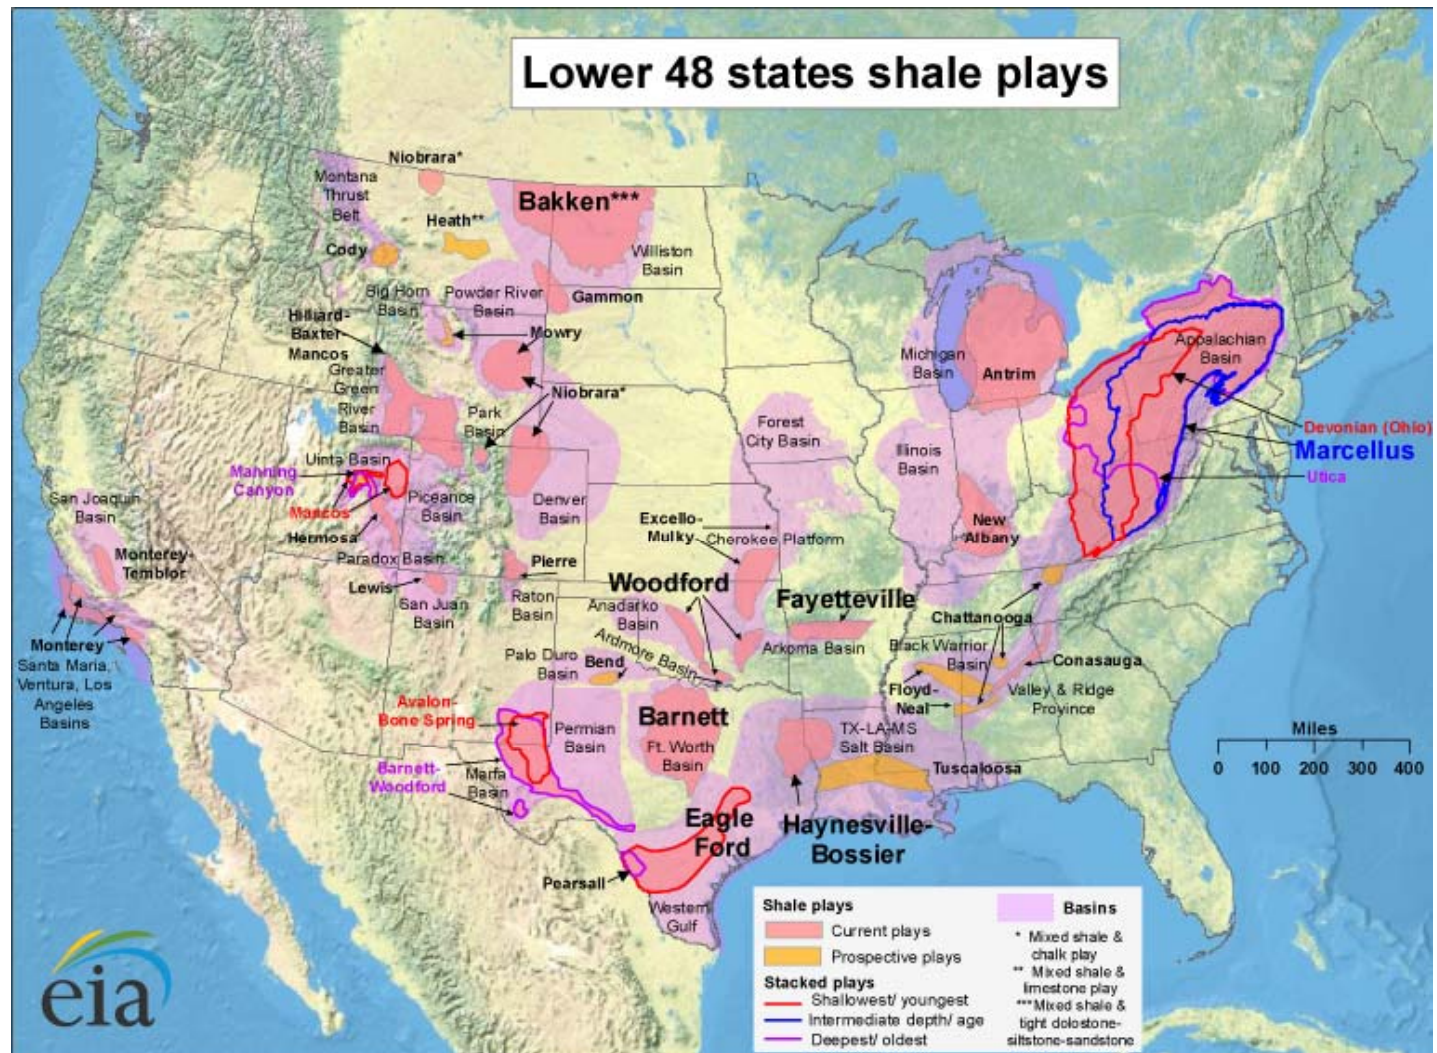 Lower 48 states shale plays
Niobrara*
Montana
Thrust
Belt
Bakken***
Heath**
Cody
Williston
Basin
Big Horn
Basin
Powder River
Basin
Gammon
Hilliard-
Baxter-
Mancos
Mowry
Greater
Green
River
Basin
Park
Basin
Niobrara*
Michigan
Basin
Antrim
Appalachian
Basin
Devonian (Ohio)
Marcellus
Utica
Forest
City Basin
Illinois
Basin
Uinta Basin
Manning
Canyon
Mancos
Piceance
Basin
Denver
Basin
San Joaquin
Basin
Hermosa
Excello-
Mulky
Cherokee Platform
New
Albany
Monterey-
Temblor
Paradox Basin
Pierre
Lewis
San Juan
Basin
Raton
Basin
Woodford
Anadarko
Basin
Fayetteville
Arkoma Basin
Ardmore Basin
Chattanooga
Black Warrior
Basin
Conasauga
Monterey
Santa Maria,
Ventura, Los
Angeles
Basins
Palo Duro
Basin
Bend
Floyd-
Neal
Valley & Ridge
Province
Avalon-
Bone Spring
Permian
Basin
Barnett
Ft. Worth
Basin
TX-LA-MS
Salt Basin
Tuscaloosa
Miles
0 100 200 300 400
Barnett-
Woodford
Marfa
Basin
Eagle
Ford
Haynesville-
Bossier
Pearsall
Western
Gulf
Shale plays
Current plays
Prospective plays
Stacked plays
Shallowest/ youngest
Intermediate depth/ age
Deepest/ oldest
Basins
* Mixed shale &
chalk play
** Mixed shale &
limestone play
***Mixed shale &
tight dolostone-
siltstone-sandstone
eia